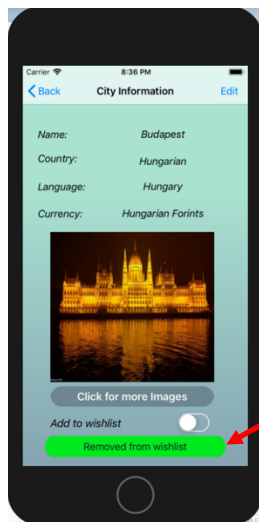 Carrier 8:36 PM
Back City Information Edit
Name: Budapest
Country: Hungarian
Language: Hungary
Currency: Hungarian Forints
Click for more Images
Add to wishlist
Removed from wishlist